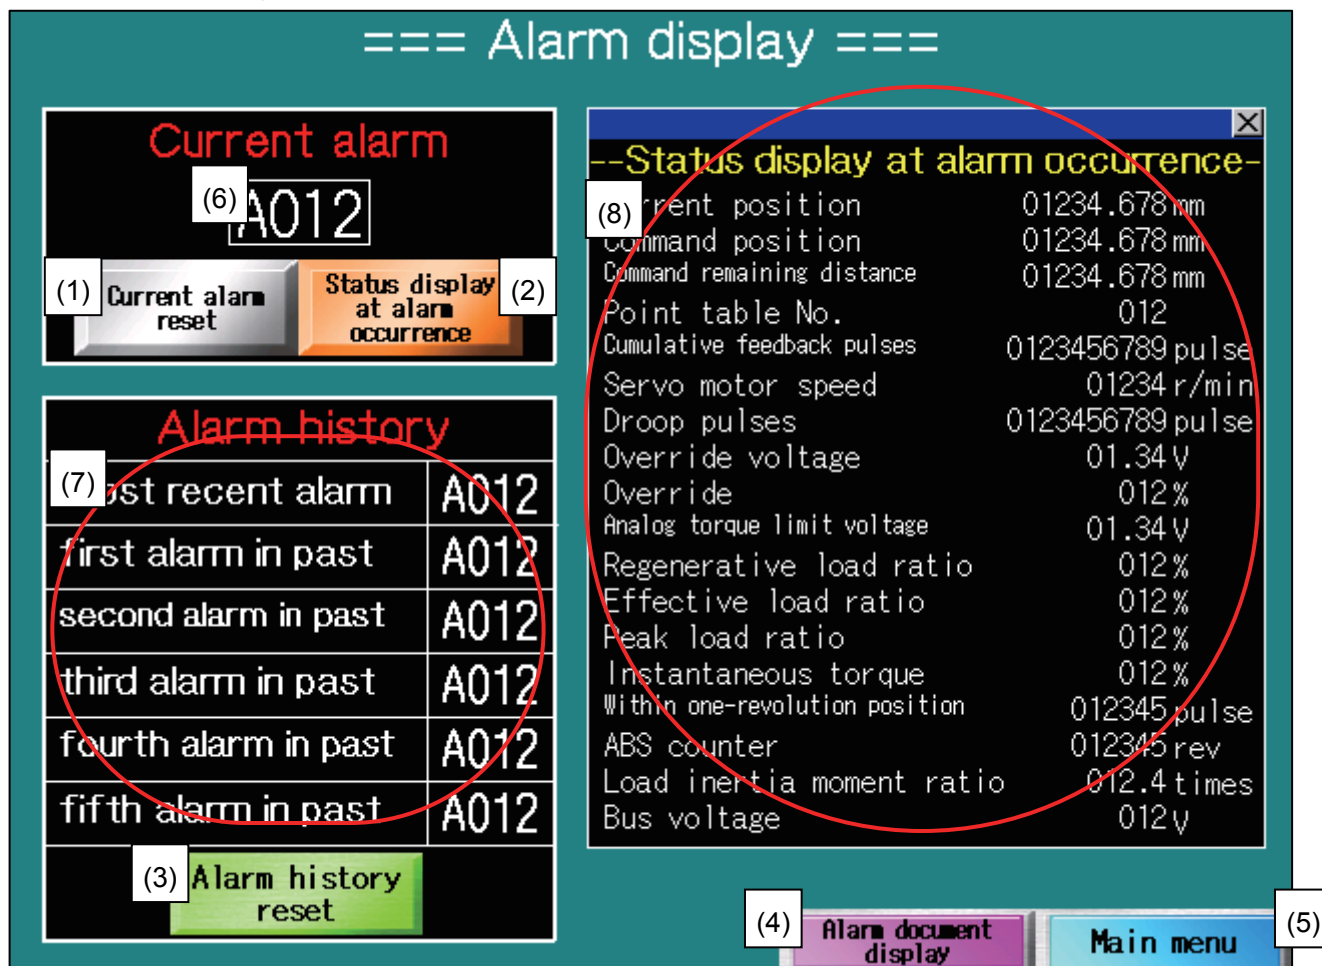 === Alarm display ===
Current alarm
(6)
A012
(1)
Current alarm
reset
Status display
at alarm
occurrence
(2)
Alarm history
(7)
ost recent alarm A012
first alarm in past A012
second alarm in past A012
third alarm in past A012
fourth alarm in past A012
fifth alarm in past A012
(3)
Alarm history
reset
--Status display at alarm occurrence-
(8)
rrent position 01234.678 mm
Command position 01234.678 mm
Command remaining distance 01234.678 mm
Point table No. 012
Cumulative feedback pulses 0123456789 pulse
Servo motor speed 01234 r/min
Droop pulses 0123456789 pulse
Override voltage 01.34 V
Override 012 %
Analog torque limit voltage 01.34 V
Regenerative load ratio 012 %
Effective load ratio 012 %
Peak load ratio 012 %
Instantaneous torque 012 %
Within one-revolution position 012345 pulse
ABS counter 012345 rev
Load inertia moment ratio 012.4 times
Bus voltage 012 V
(4)
Alarm document
display
Main menu
(5)